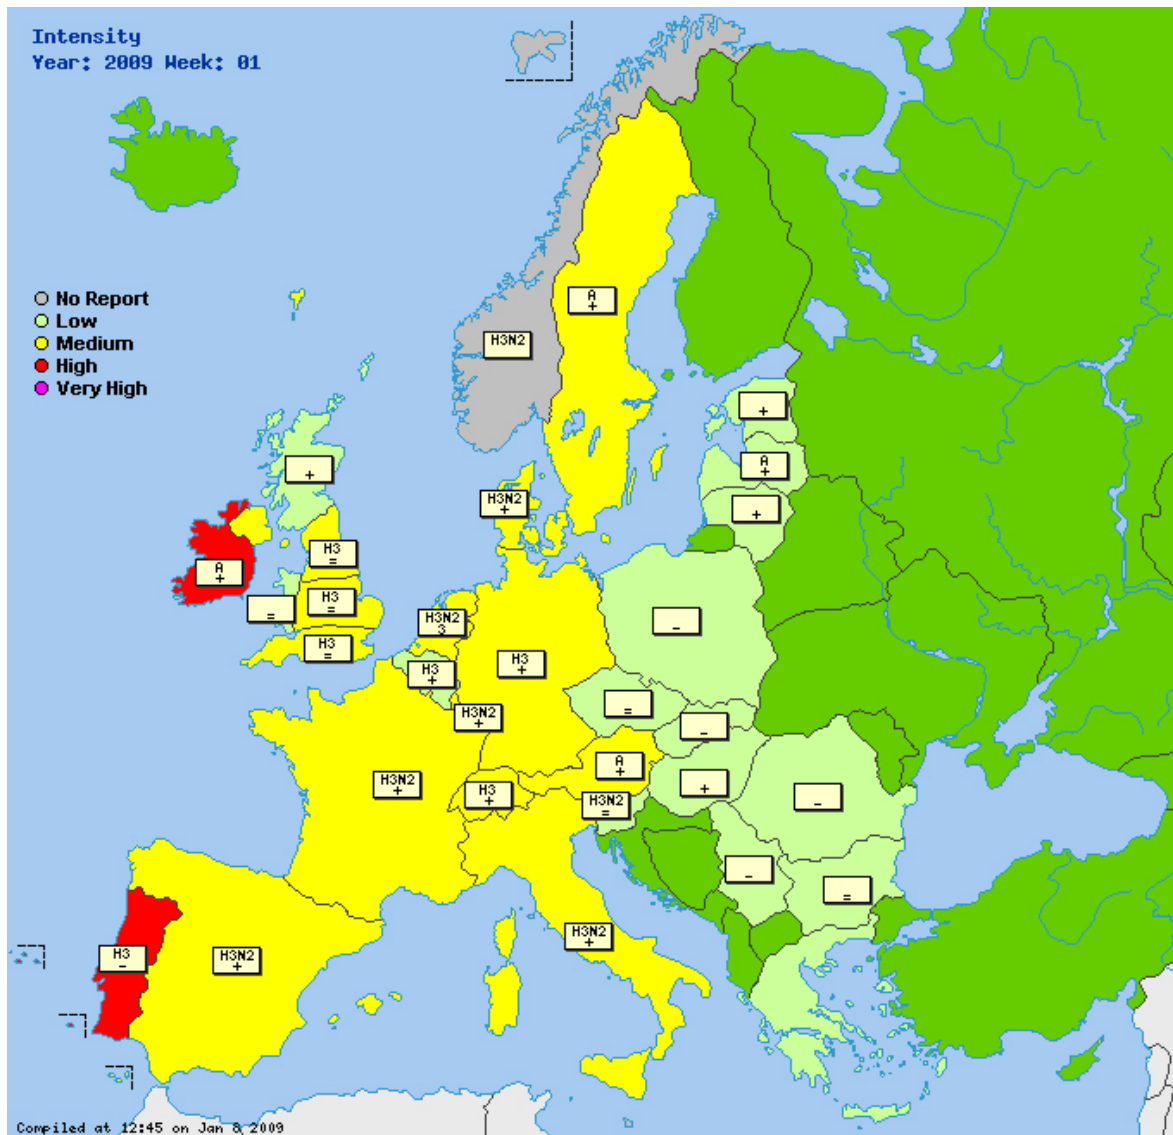 Intensity
Year: 2009 Week: 01
No Report
Low
Medium
High
Very High
A
+
H3N2
+
A
+
+
+
H3N2
+
A
+
H3
=
=
H3
=
H3
=
H3N2
3
H3
+
H3
+
-
=
H3N2
+
-
A
+
+
H3N2
+
H3
+
H3N2
=
-
-
=
H3
-
H3N2
+
H3N2
+
Compiled at 12:45 on Jan 8 2009